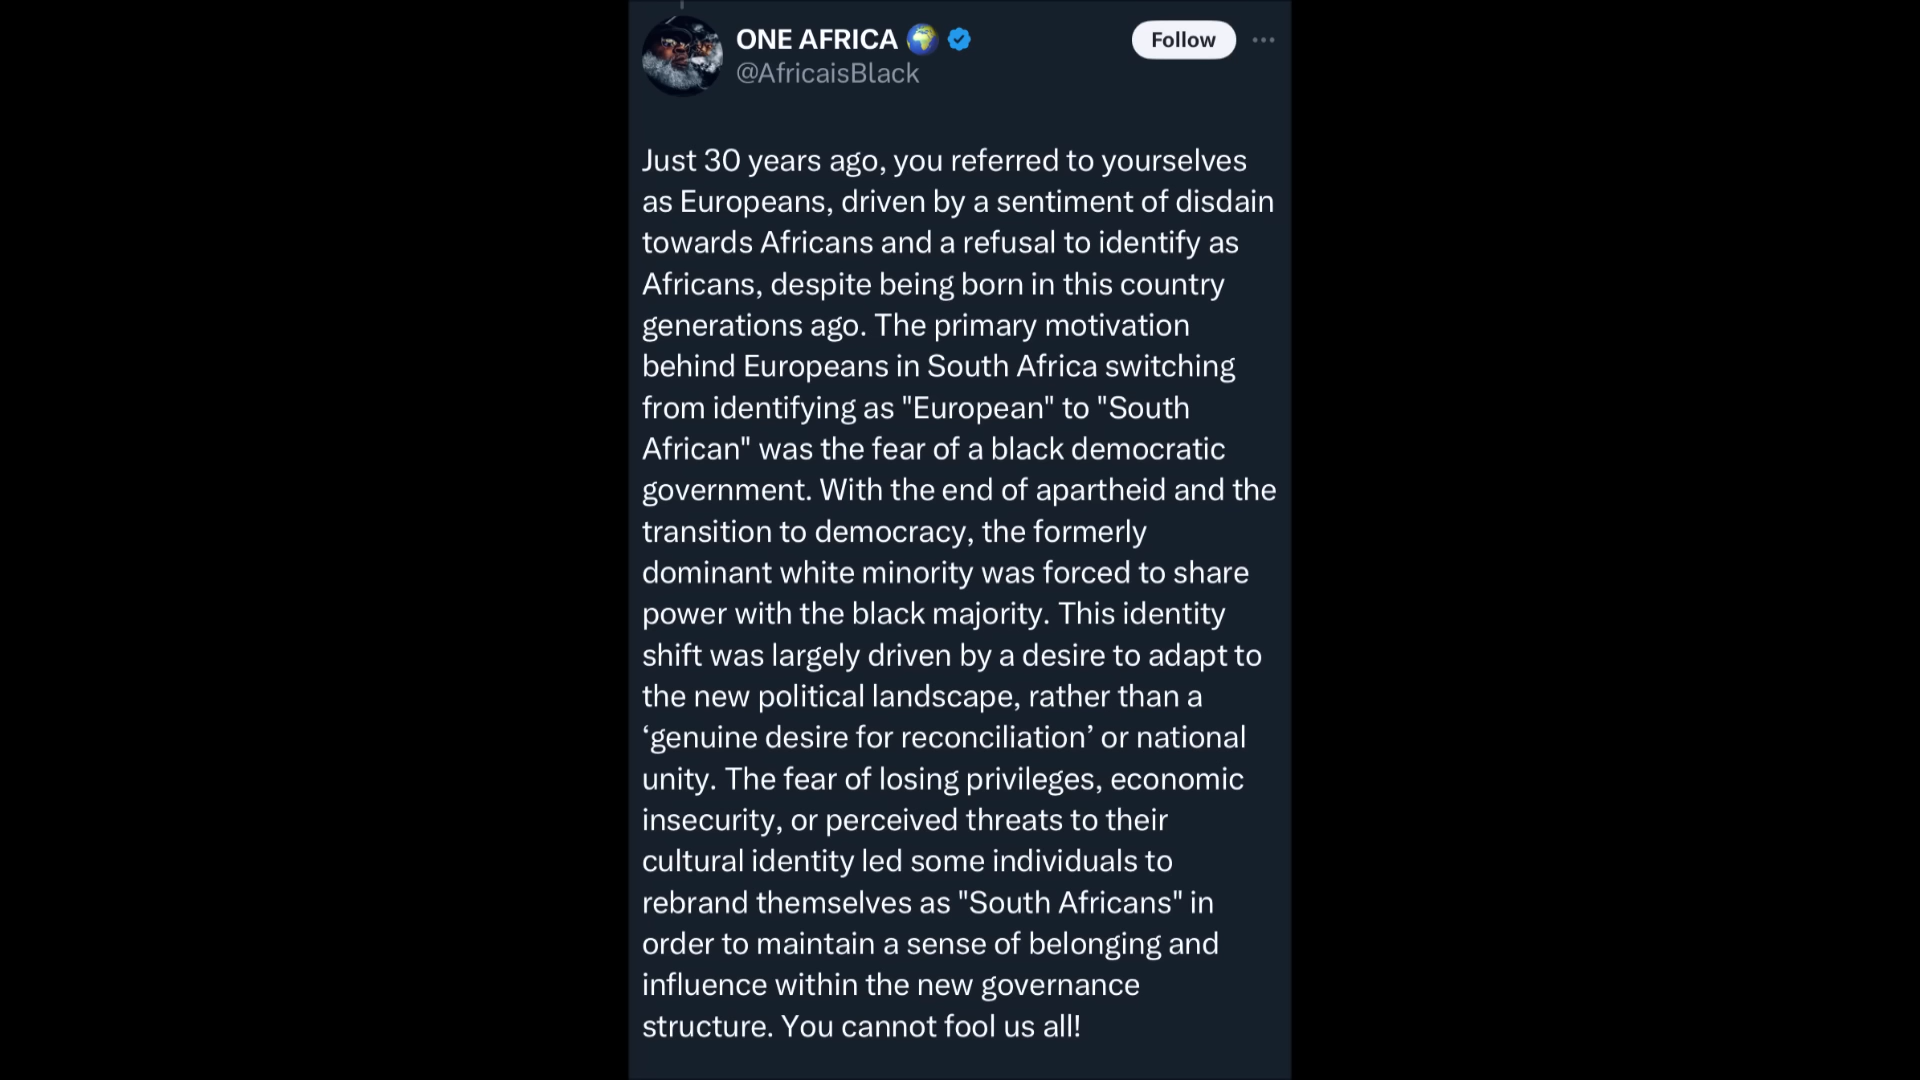 ONE AFRICA 🌍
Follow
@AfricaisBlack
Just 30 years ago, you referred to yourselves
as Europeans, driven by a sentiment of disdain
towards Africans and a refusal to identify as
Africans, despite being born in this country
generations ago. The primary motivation
behind Europeans in South Africa switching
from identifying as "European" to "South
African" was the fear of a black democratic
government. With the end of apartheid and the
transition to democracy, the formerly
dominant white minority was forced to share
power with the black majority. This identity
shift was largely driven by a desire to adapt to
the new political landscape, rather than a
‘genuine desire for reconciliation’ or national
unity. The fear of losing privileges, economic
insecurity, or perceived threats to their
cultural identity led some individuals to
rebrand themselves as "South Africans" in
order to maintain a sense of belonging and
influence within the new governance
structure. You cannot fool us all!